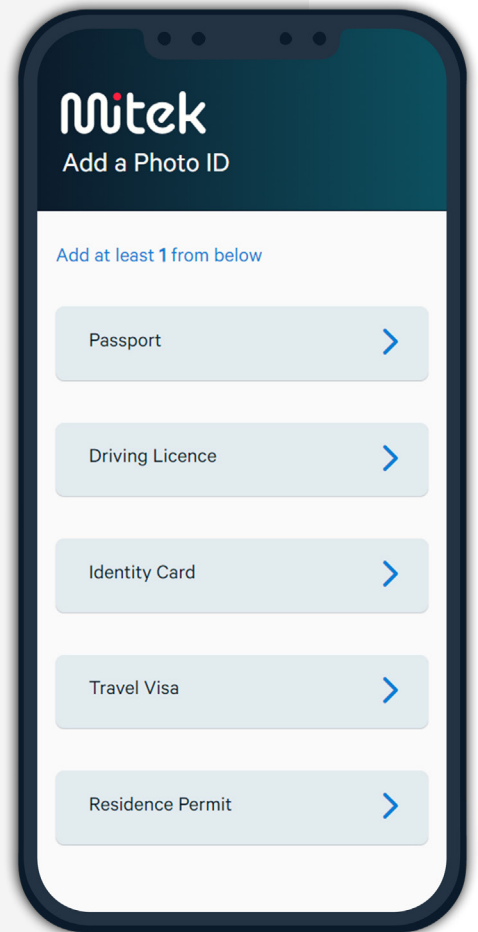 Mitek
Add a Photo ID
Add at least 1 from below
Passport
Driving Licence
Identity Card
Travel Visa
Residence Permit